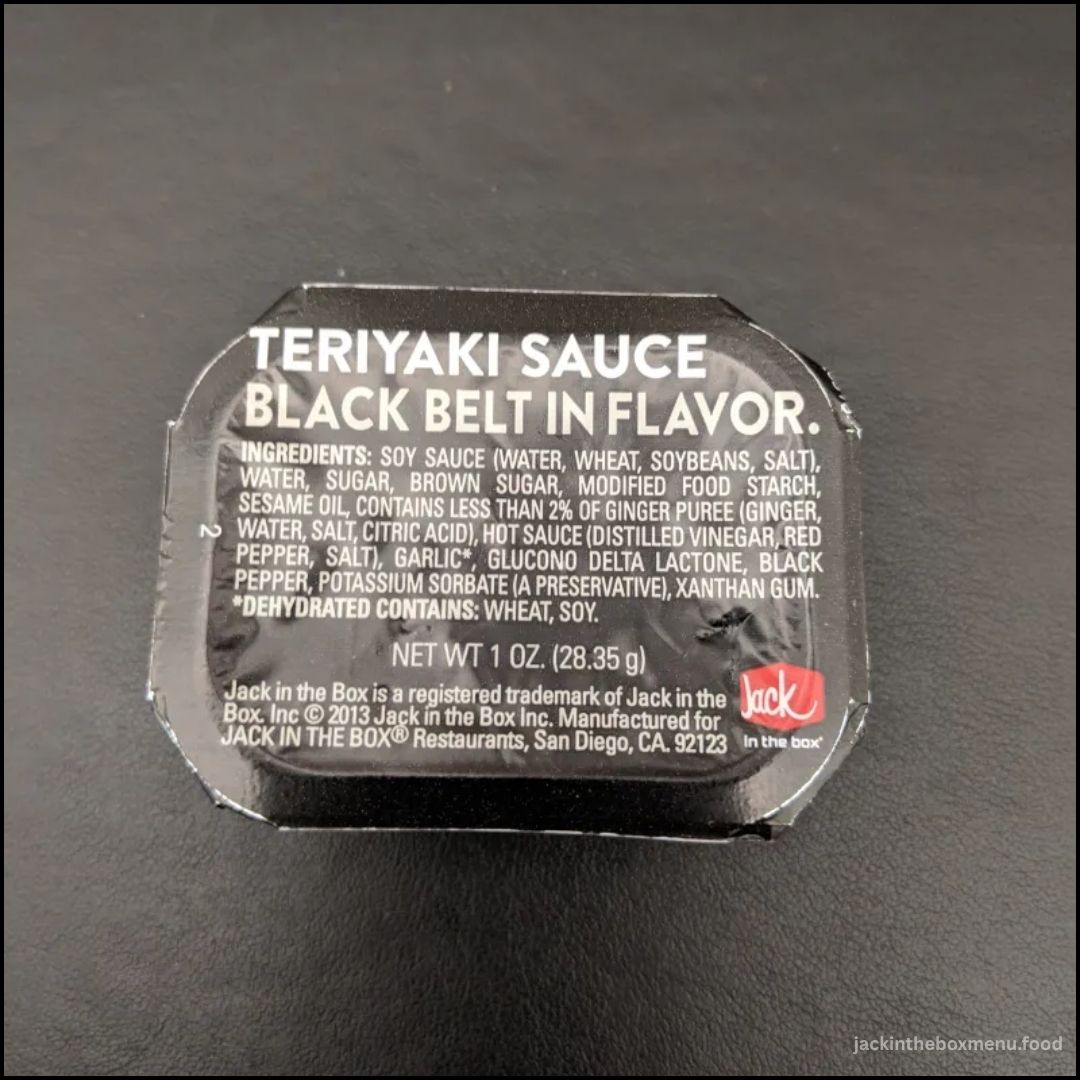 TERIYAKI SAUCE
BLACK BELT IN FLAVOR.
INGREDIENTS: SOY SAUCE (WATER, WHEAT, SOYBEANS, SALT),
WATER, SUGAR, BROWN SUGAR, MODIFIED FOOD STARCH,
SESAME OIL, CONTAINS LESS THAN 2% OF GINGER PUREE (GINGER,
WATER, SALT, CITRIC ACID), HOT SAUCE (DISTILLED VINEGAR, RED
PEPPER, SALT), GARLIC*, GLUCONO DELTA LACTONE, BLACK
PEPPER, POTASSIUM SORBATE (A PRESERVATIVE), XANTHAN GUM.
*DEHYDRATED CONTAINS: WHEAT, SOY.
2
NET WT 1 OZ. (28.35 g)
Jack in the Box is a registered trademark of Jack in the
Box. Inc © 2013 Jack in the Box Inc. Manufactured for
JACK IN THE BOX® Restaurants, San Diego, CA. 92123
Jack
in the box®
jackintheboxmenu.food